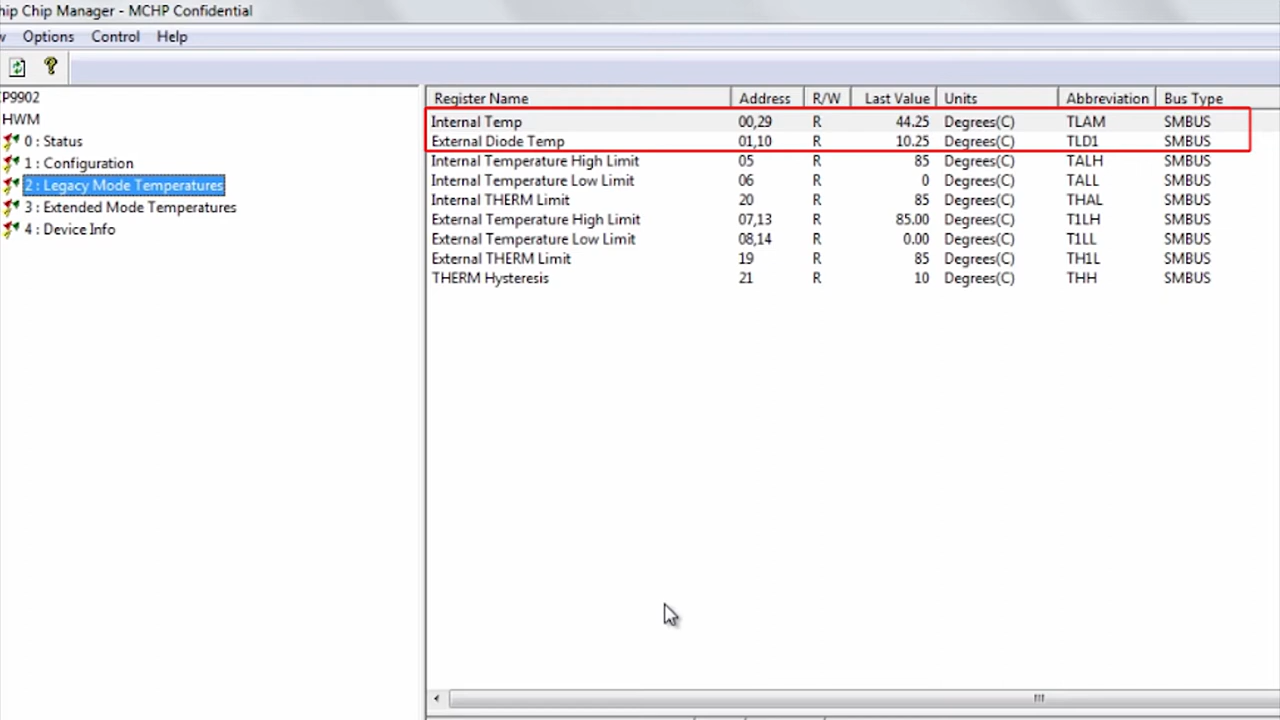 hip Chip Manager - MCHP Confidential
w Options Control Help
P9902
HWM
0 : Status
1 : Configuration
2 : Legacy Mode Temperatures
3 : Extended Mode Temperatures
4 : Device Info
Register Name Address R/W Last Value Units Abbreviation Bus Type
Internal Temp 00,29 R 44.25 Degrees(C) TLAM SMBUS
External Diode Temp 01,10 R 10.25 Degrees(C) TLD1 SMBUS
Internal Temperature High Limit 05 R 85 Degrees(C) TALH SMBUS
Internal Temperature Low Limit 06 R 0 Degrees(C) TALL SMBUS
Internal THERM Limit 20 R 85 Degrees(C) THAL SMBUS
External Temperature High Limit 07,13 R 85.00 Degrees(C) T1LH SMBUS
External Temperature Low Limit 08,14 R 0.00 Degrees(C) T1LL SMBUS
External THERM Limit 19 R 85 Degrees(C) TH1L SMBUS
THERM Hysteresis 21 R 10 Degrees(C) THH SMBUS